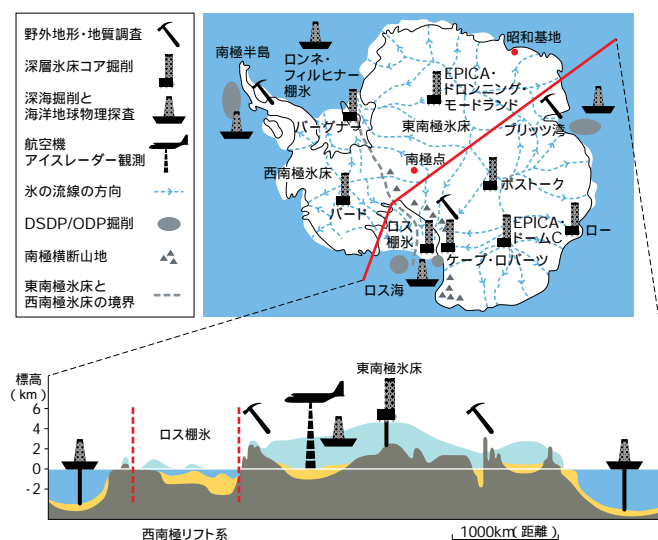 野外地形・地質調査
深層氷床コア掘削
深海掘削と
海洋地球物理探査
航空機
アイスレーダー観測
氷の流線の方向
DSDP/ODP掘削
南極横断山地
東南極氷床と
西南極氷床の境界
南極半島
ロンネ・
フィルヒナー
棚氷
昭和基地
EPICA・
ドロンニング・
モードランド
バーグナス
東南極氷床
プリッツ湾
南極点
西南極氷床
ボストーク
バード
ロス
棚氷
EPICA・
ドームC
ロー
ケープ・ロバーツ
ロス海
標高
(km)
6
4
2
0
-2
ロス棚氷
東南極氷床
西南極リフト系
1000km(距離)